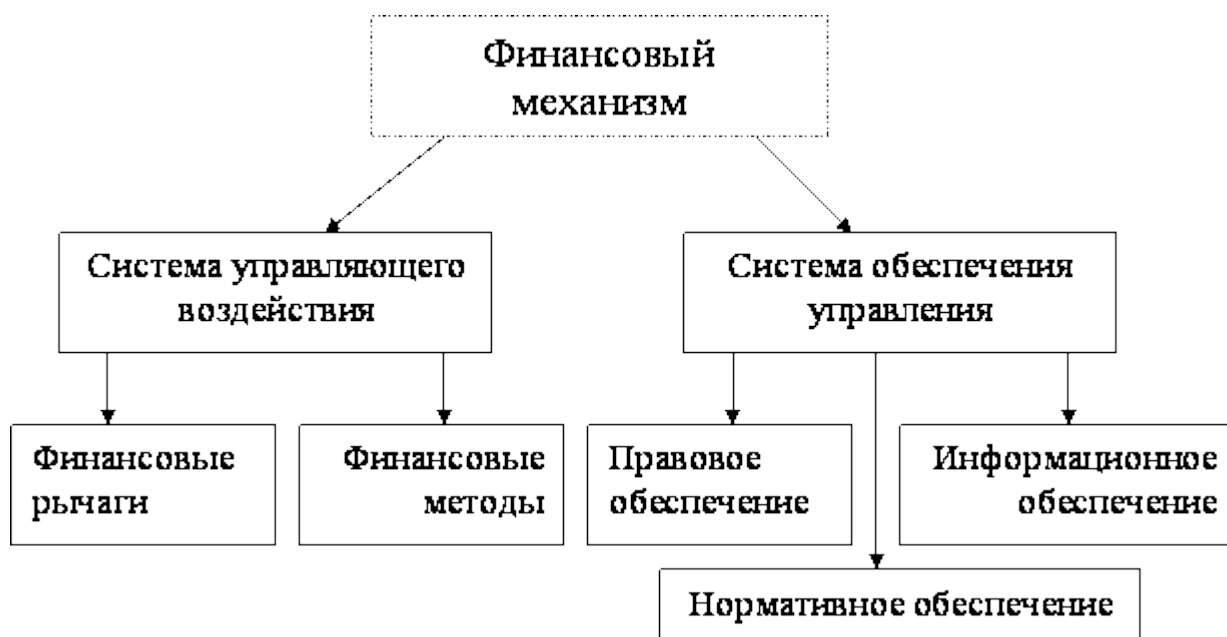 Финансовый
механизм
Система управляющего
воздействия
Система обеспечения
управления
Финансовые
рычаги
Финансовые
методы
Правовое
обеспечение
Информационное
обеспечение
Нормативное обеспечение